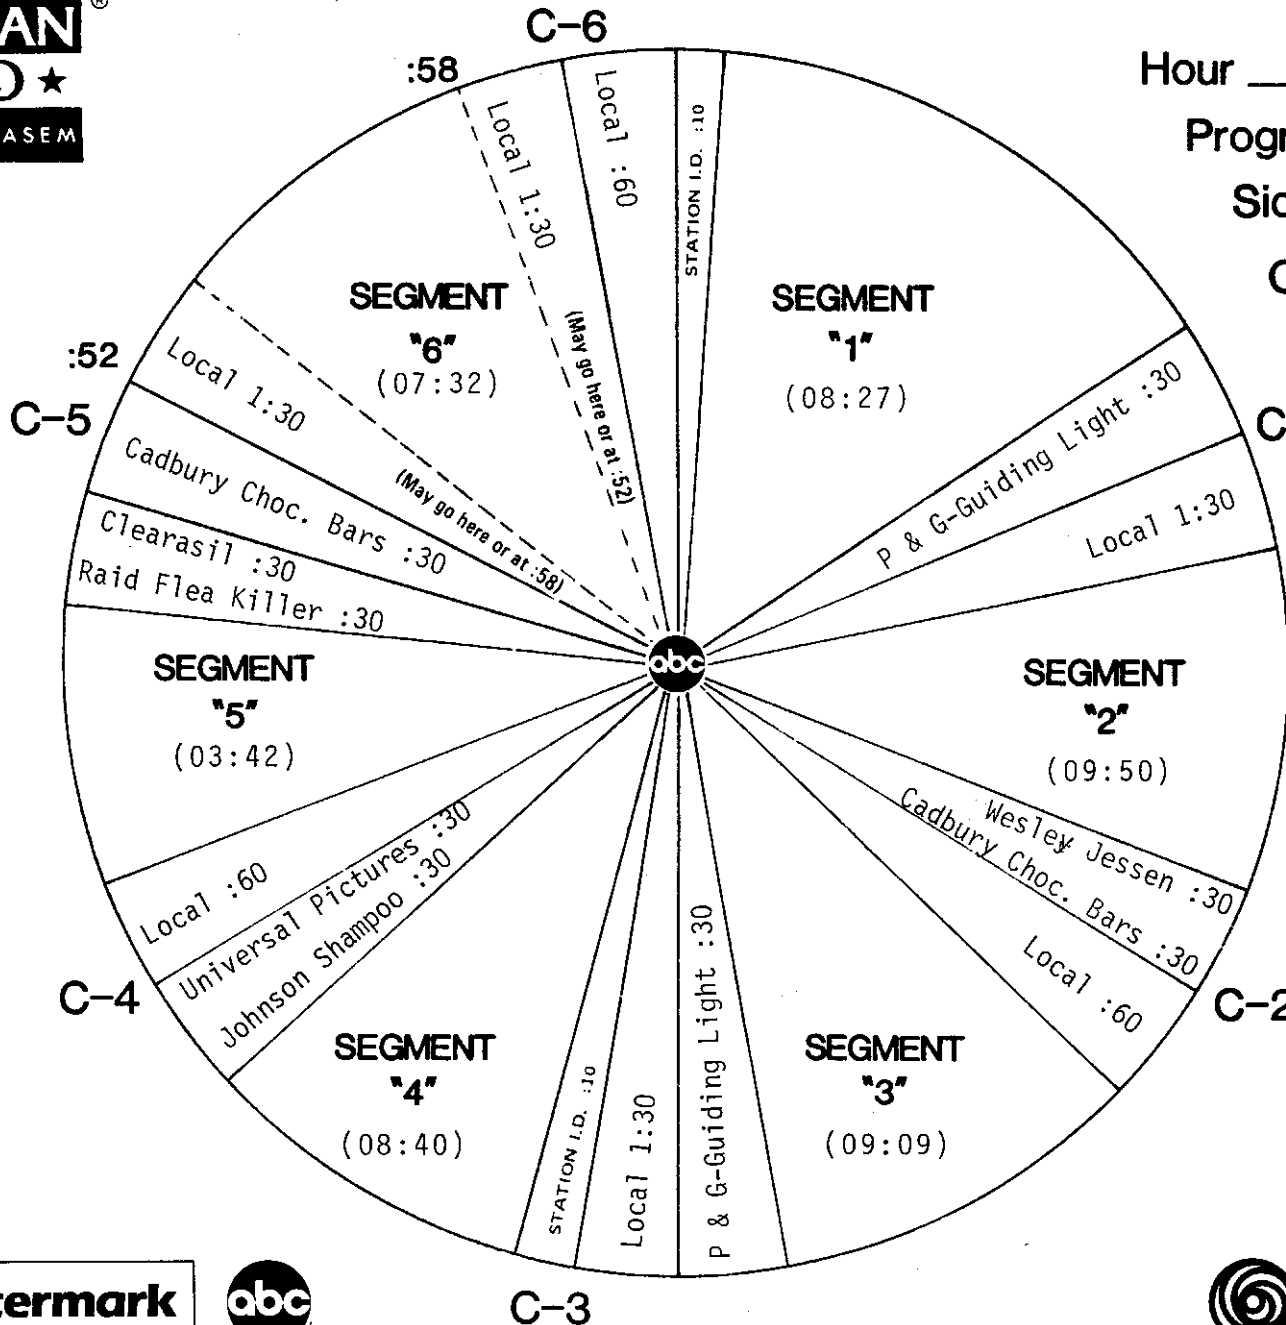 AN
ASEM
C-6
:58
Hour
Local 1:30
Local :60
STATION I.D. :10
(May go here or at :52)
SEGMENT
"6"
(07:32)
SEGMENT
"1"
(08:27)
:52
C-5
Local 1:30
(May go here or at :58)
Cadbury Choc. Bars :30
Clearasil :30
Raid Flea Killer :30
P & G-Guiding Light :30
Local 1:30
abc
SEGMENT
"5"
(03:42)
SEGMENT
"2"
(09:50)
Wesley Jessen :30
Cadbury Choc. Bars :30
Local :60
C-2
Local :60
Universal Pictures :30
Johnson Shampoo :30
C-4
SEGMENT
"4"
(08:40)
STATION I.D. :10
Local 1:30
P & G-Guiding Light :30
SEGMENT
"3"
(09:09)
C-3
termark
abc